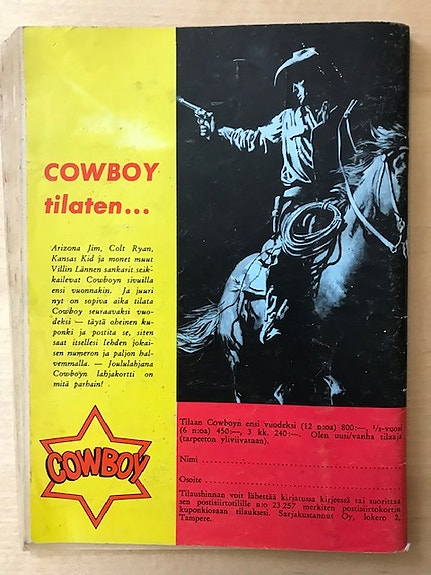 COWBOY
tilaten...
Arizona Jim, Colt Ryan,
Kansas Kid ja monet muut
Villin Lännen sankarit seik-
kailevat Cowboyn sivuilla
ensi vuonnakin. Ja juuri
nyt on sopiva aika tilata
Cowboy seuraavaksi vuo-
deksi — täytä oheinen ku-
ponki ja postita se, siten
saat itsellesi lehden jokai-
sen numeron ja paljon hal-
vemmalla. — Joululahjana
Cowboyn lahjakortti on
mitä parhain!
COWBOY
Tilaan Cowboyn ensi vuodeksi (12 n:oa) 800:—, ½-vuosi
(6 n:oa) 450:—, 3 kk. 240:—. Olen uusi/vanha tilaaja
(tarpeeton yliviivataan).
Nimi
Osoite
Tilaushinnan voit lähettää kirjatussa kirjeessä tai suorittaa
sen postisiirtotilille n:o 23 257 merkiten postisiirtokortin
kuponkiosaan tilauksesi. Sarjakustannus Oy, lokero 2,
Tampere.